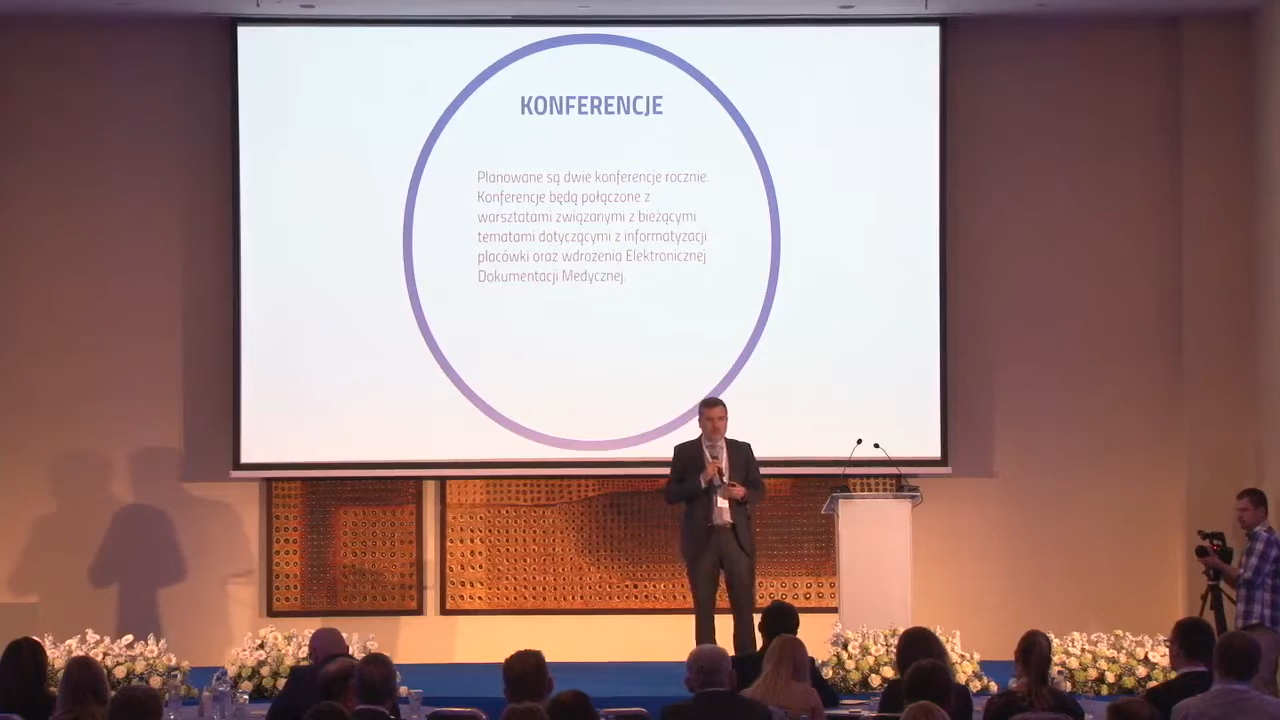 KONFERENCJE
Planowane są dwie konferencje rocznie.
Konferencje będą połączone z
warsztatami związanymi z bieżącymi
tematami dotyczącymi z informatyzacji
placówki oraz wdrożenia Elektronicznej
Dokumentacji Medycznej.